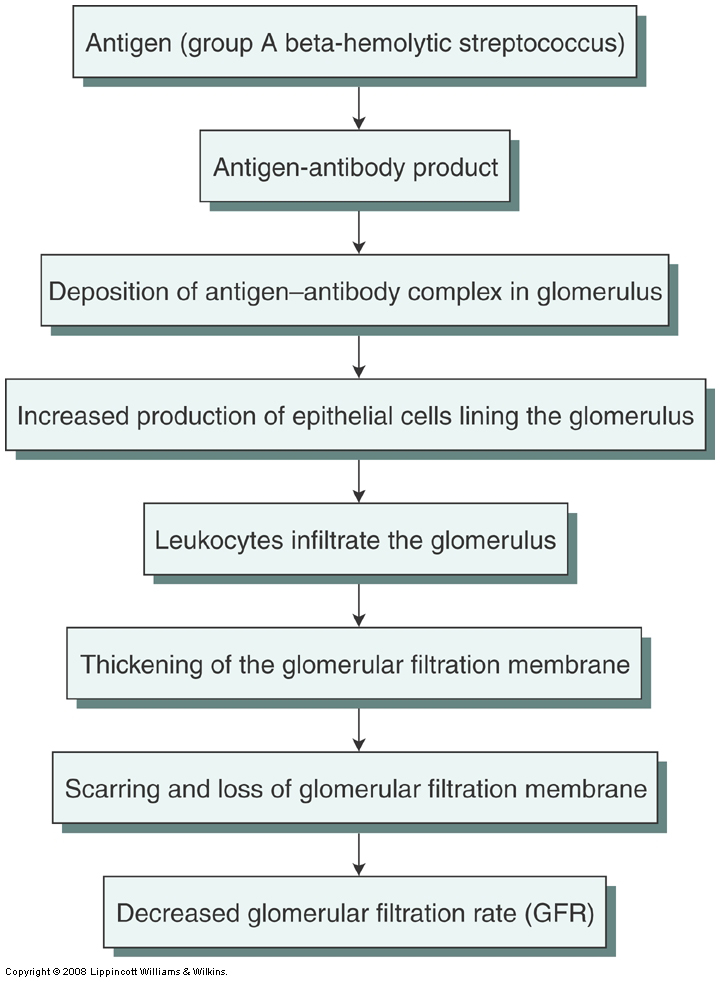 Antigen (group A beta-hemolytic streptococcus)
Antigen-antibody product
Deposition of antigen–antibody complex in glomerulus
Increased production of epithelial cells lining the glomerulus
Leukocytes infiltrate the glomerulus
Thickening of the glomerular filtration membrane
Scarring and loss of glomerular filtration membrane
Decreased glomerular filtration rate (GFR)
Copyright © 2008 Lippincott Williams & Wilkins.